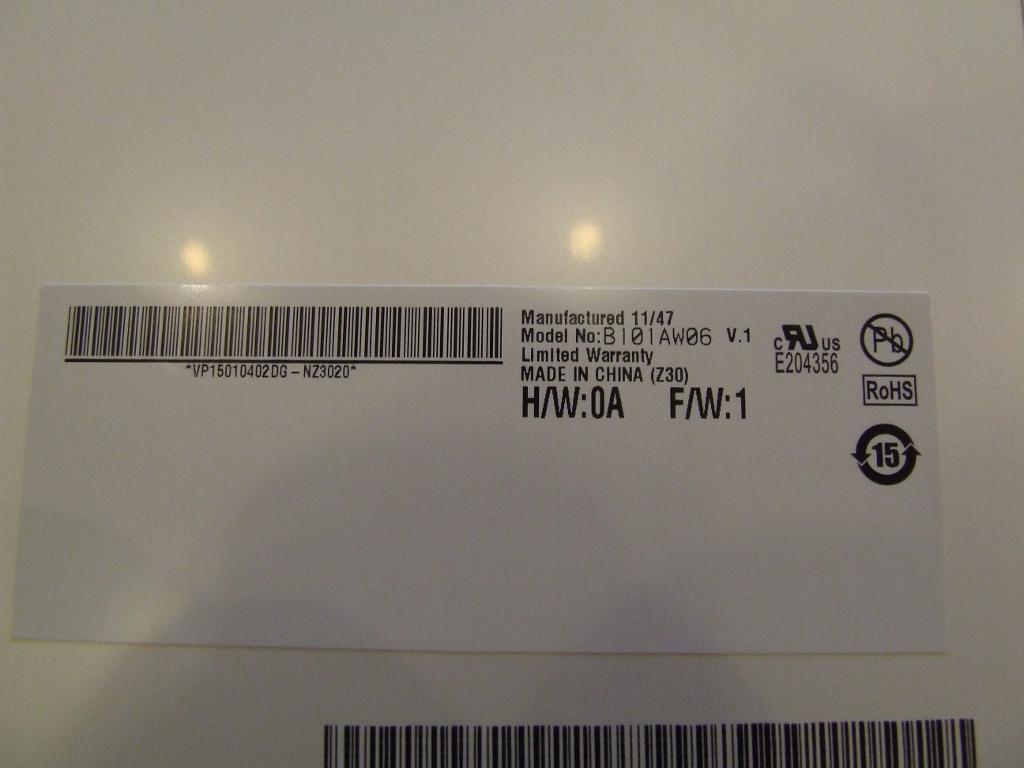 *VP15010402DG-NZ3020*
Manufactured 11/47
Model No:B101AW06 V.1
Limited Warranty
MADE IN CHINA (Z30)
H/W:0A F/W:1
c RU US
E204356
Pb
RoHS
15